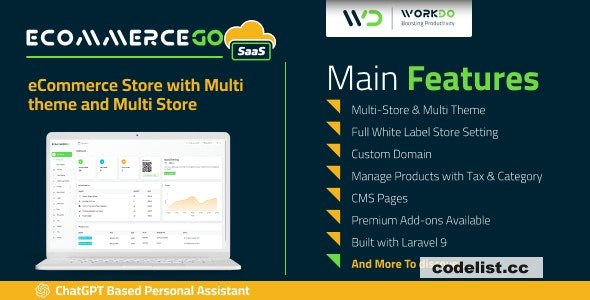 ECOMMERCEGO
SaaS
eCommerce Store with Multi
theme and Multi Store
ChatGPT Based Personal Assistant
WORKDO
Boosting Productivity
Main Features
Multi-Store & Multi Theme
Full White Label Store Setting
Custom Domain
Manage Products with Tax & Category
CMS Pages
Premium Add-ons Available
Built with Laravel 9
And More To
codelist.cc